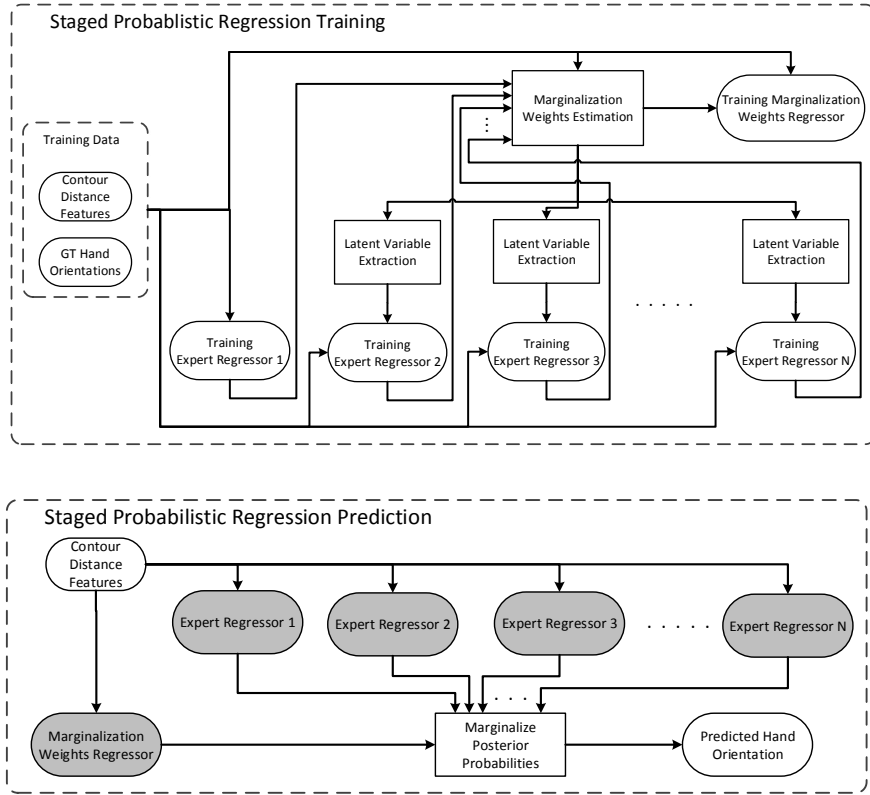 Staged Probablistic Regression Training
Training Data
Contour
Distance
Features
GT Hand
Orientations
Marginalization
Weights Estimation
Training Marginalization
Weights Regressor
Latent Variable
Extraction
Latent Variable
Extraction
Latent Variable
Extraction
Training
Expert Regressor 1
Training
Expert Regressor 2
Training
Expert Regressor 3
Training
Expert Regressor N
Staged Probabilistic Regression Prediction
Contour
Distance
Features
Expert Regressor 1
Expert Regressor 2
Expert Regressor 3
Expert Regressor N
Marginalization
Weights Regressor
Marginalize
Posterior
Probabilities
Predicted Hand
Orientation